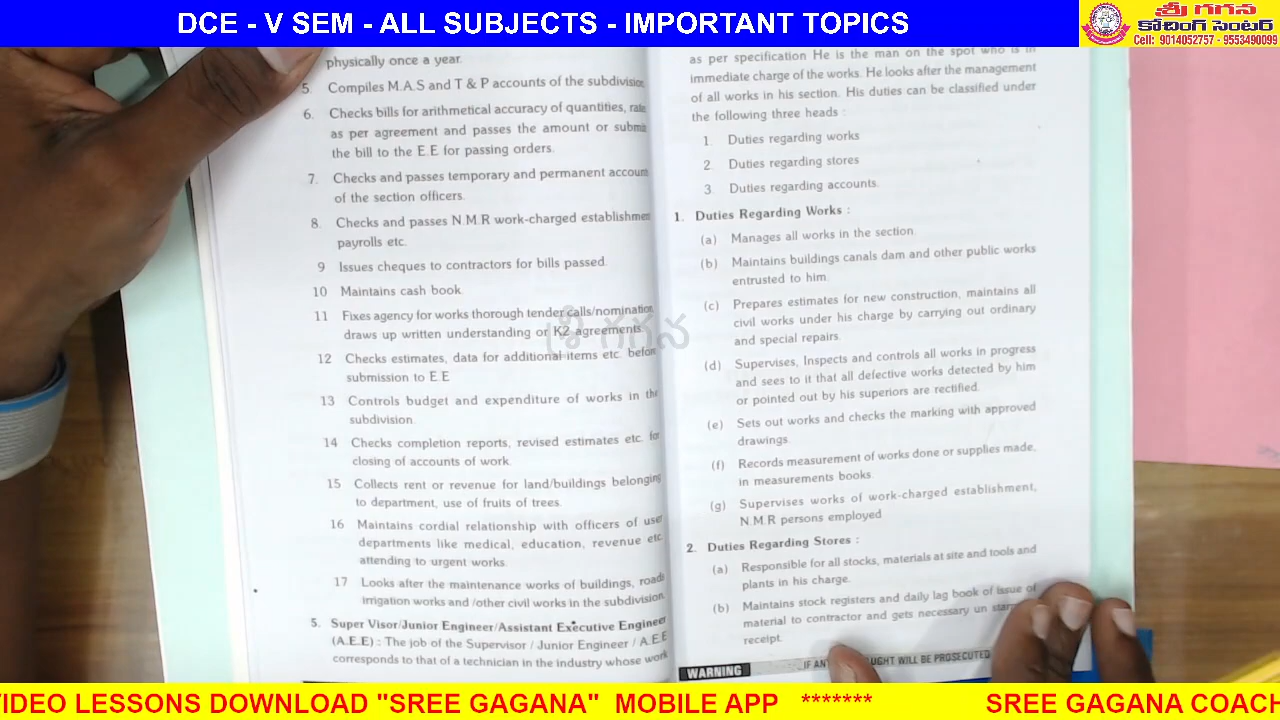 DCE - V SEM - ALL SUBJECTS - IMPORTANT TOPICS
శ్రీ గగన
కోచింగ్ సెంటర్
Cell: 9014052757 - 9553490099
physically once a year.
5. Compiles M.A.S and T & P accounts of the subdivision
6. Checks bills for arithmetical accuracy of quantities, rates
as per agreement and passes the amount or submit
the bill to the E.E for passing orders.
7. Checks and passes temporary and permanent account
of the section officers.
8. Checks and passes N.M.R work-charged establishment
payrolls etc.
9 Issues cheques to contractors for bills passed.
10 Maintains cash book
11 Fixes agency for works thorough tender calls/nomination,
draws up written understanding or K2 agreements
12 Checks estimates, data for additional items etc. before
submission to E.E
13 Controls budget and expenditure of works in the
subdivision.
14 Checks completion reports, revised estimates etc. for
closing of accounts of work.
15 Collects rent or revenue for land/buildings belonging
to department, use of fruits of trees.
16 Maintains cordial relationship with officers of user
departments like medical, education, revenue etc.
attending to urgent works.
17 Looks after the maintenance works of buildings, roads
irrigation works and /other civil works in the subdivision.
5. Super Visor/Junior Engineer/Assistant Executive Engineer
(A.E.E) : The job of the Supervisor / Junior Engineer / A.E.E
corresponds to that of a technician in the industry whose work
as per specification He is the man on the spot who is in
immediate charge of the works. He looks after the management
of all works in his section. His duties can be classified under
the following three heads :
1. Duties regarding works
2. Duties regarding stores
3. Duties regarding accounts.
1. Duties Regarding Works :
(a) Manages all works in the section
(b) Maintains buildings canals dam and other public works
entrusted to him.
(c) Prepares estimates for new construction, maintains all
civil works under his charge by carrying out ordinary
and special repairs.
(d) Supervises, Inspects and controls all works in progress
and sees to it that all defective works detected by him
or pointed out by his superiors are rectified.
(e) Sets out works and checks the marking with approved
drawings.
(f) Records measurement of works done or supplies made,
in measurements books.
(g) Supervises works of work-charged establishment,
N.M.R persons employed
2. Duties Regarding Stores :
(a) Responsible for all stocks, materials at site and tools and
plants in his charge.
(b) Maintains stock registers and daily lag book of issue of
material to contractor and gets necessary un
receipt.
WARNING IF WILL BE PROSECUTED
శ్రీ గగన
VIDEO LESSONS DOWNLOAD "SREE GAGANA" MOBILE APP ******* SREE GAGANA COACH